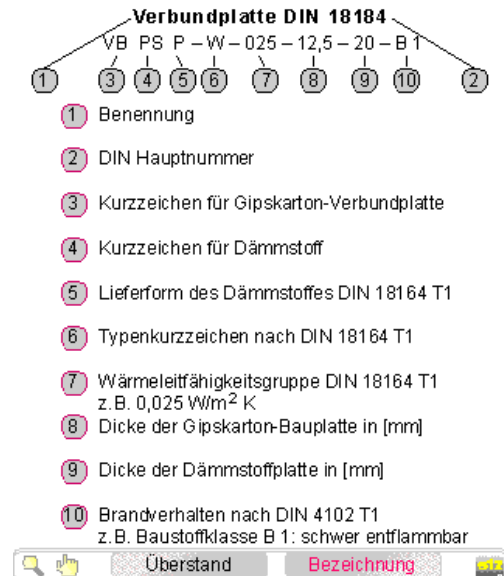 Verbundplatte DIN 18184
VB PS P – W – 025 – 12,5 – 20 – B 1
1 3 4 5 6 7 8 9 10 2
1 Benennung
2 DIN Hauptnummer
3 Kurzzeichen für Gipskarton-Verbundplatte
4 Kurzzeichen für Dämmstoff
5 Lieferform des Dämmstoffes DIN 18164 T1
6 Typenkurzzeichen nach DIN 18164 T1
7 Wärmeleitfähigkeitsgruppe DIN 18164 T1
z.B. 0,025 W/m² K
8 Dicke der Gipskarton-Bauplatte in [mm]
9 Dicke der Dämmstoffplatte in [mm]
10 Brandverhalten nach DIN 4102 T1
z.B. Baustoffklasse B 1: schwer entflammbar
Überstand Bezeichnung